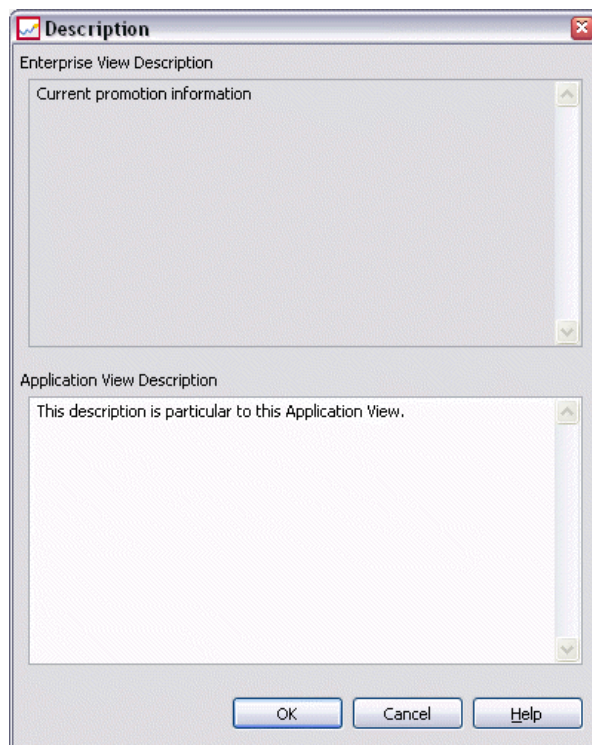 Description
Enterprise View Description
Current promotion information
Application View Description
This description is particular to this Application View.
OK
Cancel
Help